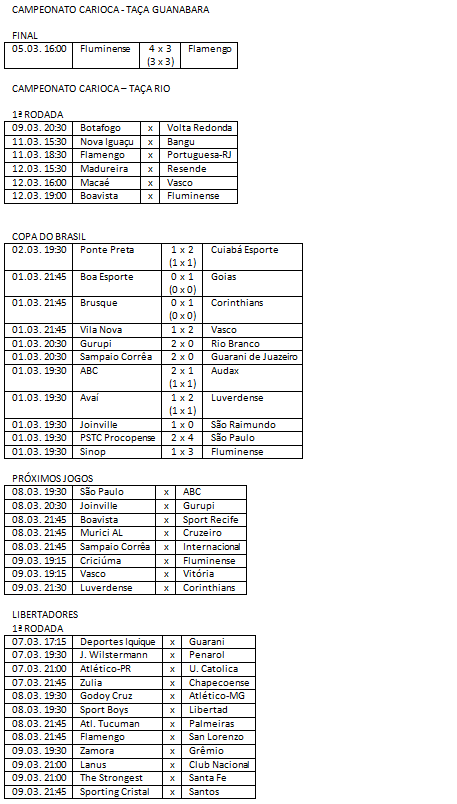 CAMPEONATO CARIOCA - TAÇA GUANABARA
FINAL
05.03. 16:00 Fluminense 4 x 3 Flamengo
(3 x 3)
CAMPEONATO CARIOCA – TAÇA RIO
1ª RODADA
09.03. 20:30 Botafogo x Volta Redonda
11.03. 15:30 Nova Iguaçu x Bangu
11.03. 18:30 Flamengo x Portuguesa-RJ
12.03. 15:30 Madureira x Resende
12.03. 16:00 Macaé x Vasco
12.03. 19:00 Boavista x Fluminense
COPA DO BRASIL
02.03. 19:30 Ponte Preta 1 x 2 Cuiabá Esporte
(1 x 1)
01.03. 21:45 Boa Esporte 0 x 1 Goias
(0 x 0)
01.03. 21:45 Brusque 0 x 1 Corinthians
(0 x 0)
01.03. 21:45 Vila Nova 1 x 2 Vasco
01.03. 20:30 Gurupi 2 x 0 Rio Branco
01.03. 20:30 Sampaio Corrêa 2 x 0 Guarani de Juazeiro
01.03. 19:30 ABC 2 x 1 Audax
(1 x 1)
01.03. 19:30 Avaí 1 x 2 Luverdense
(1 x 1)
01.03. 19:30 Joinville 1 x 0 São Raimundo
01.03. 19:30 PSTC Procopense 2 x 4 São Paulo
01.03. 19:30 Sinop 1 x 3 Fluminense
PRÓXIMOS JOGOS
08.03. 19:30 São Paulo x ABC
08.03. 20:30 Joinville x Gurupi
08.03. 21:45 Boavista x Sport Recife
08.03. 21:45 Murici AL x Cruzeiro
08.03. 21:45 Sampaio Corrêa x Internacional
09.03. 19:15 Criciúma x Fluminense
09.03. 19:15 Vasco x Vitória
09.03. 21:30 Luverdense x Corinthians
LIBERTADORES
1ª RODADA
07.03. 17:15 Deportes Iquique x Guarani
07.03. 19:30 J. Wilstermann x Penarol
07.03. 21:00 Atlético-PR x U. Catolica
07.03. 21:45 Zulia x Chapecoense
08.03. 19:30 Godoy Cruz x Atlético-MG
08.03. 19:30 Sport Boys x Libertad
08.03. 21:45 Atl. Tucuman x Palmeiras
08.03. 21:45 Flamengo x San Lorenzo
09.03. 19:30 Zamora x Grêmio
09.03. 21:00 Lanus x Club Nacional
09.03. 21:00 The Strongest x Santa Fe
09.03. 21:45 Sporting Cristal x Santos